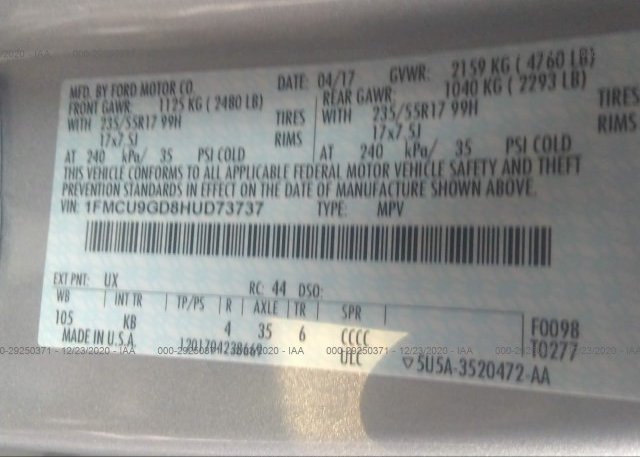 MFD. BY FORD MOTOR CO.
DATE: 04/17 GVWR: 2159 KG ( 4760 LB)
FRONT GAWR: 1125 KG ( 2480 LB) REAR GAWR: 1040 KG ( 2293 LB)
WITH 235/55R17 99H TIRES WITH 235/55R17 99H TIRES
17x7.5J RIMS 17x7.5J RIMS
AT 240 kPa/ 35 PSI COLD AT 240 kPa/ 35 PSI COLD
THIS VEHICLE CONFORMS TO ALL APPLICABLE FEDERAL MOTOR VEHICLE SAFETY AND THEFT
PREVENTION STANDARDS IN EFFECT ON THE DATE OF MANUFACTURE SHOWN ABOVE.
VIN: 1FMCU9GD8HUD73737 TYPE: MPV
EXT PNT: UX RC: 44 DSO:
WB INT TR TP/PS R AXLE TR SPR
105 KB 4 35 6 CCCC F0098
MADE IN U.S.A. T0277
5U5A-3520472-AA
12/23/2020 - IAA
000-29250371 - 12/23/2020 - IAA
000-29250371 - 12/23/2020 - IAA
000-29250371 - 12/23/2020 - IAA